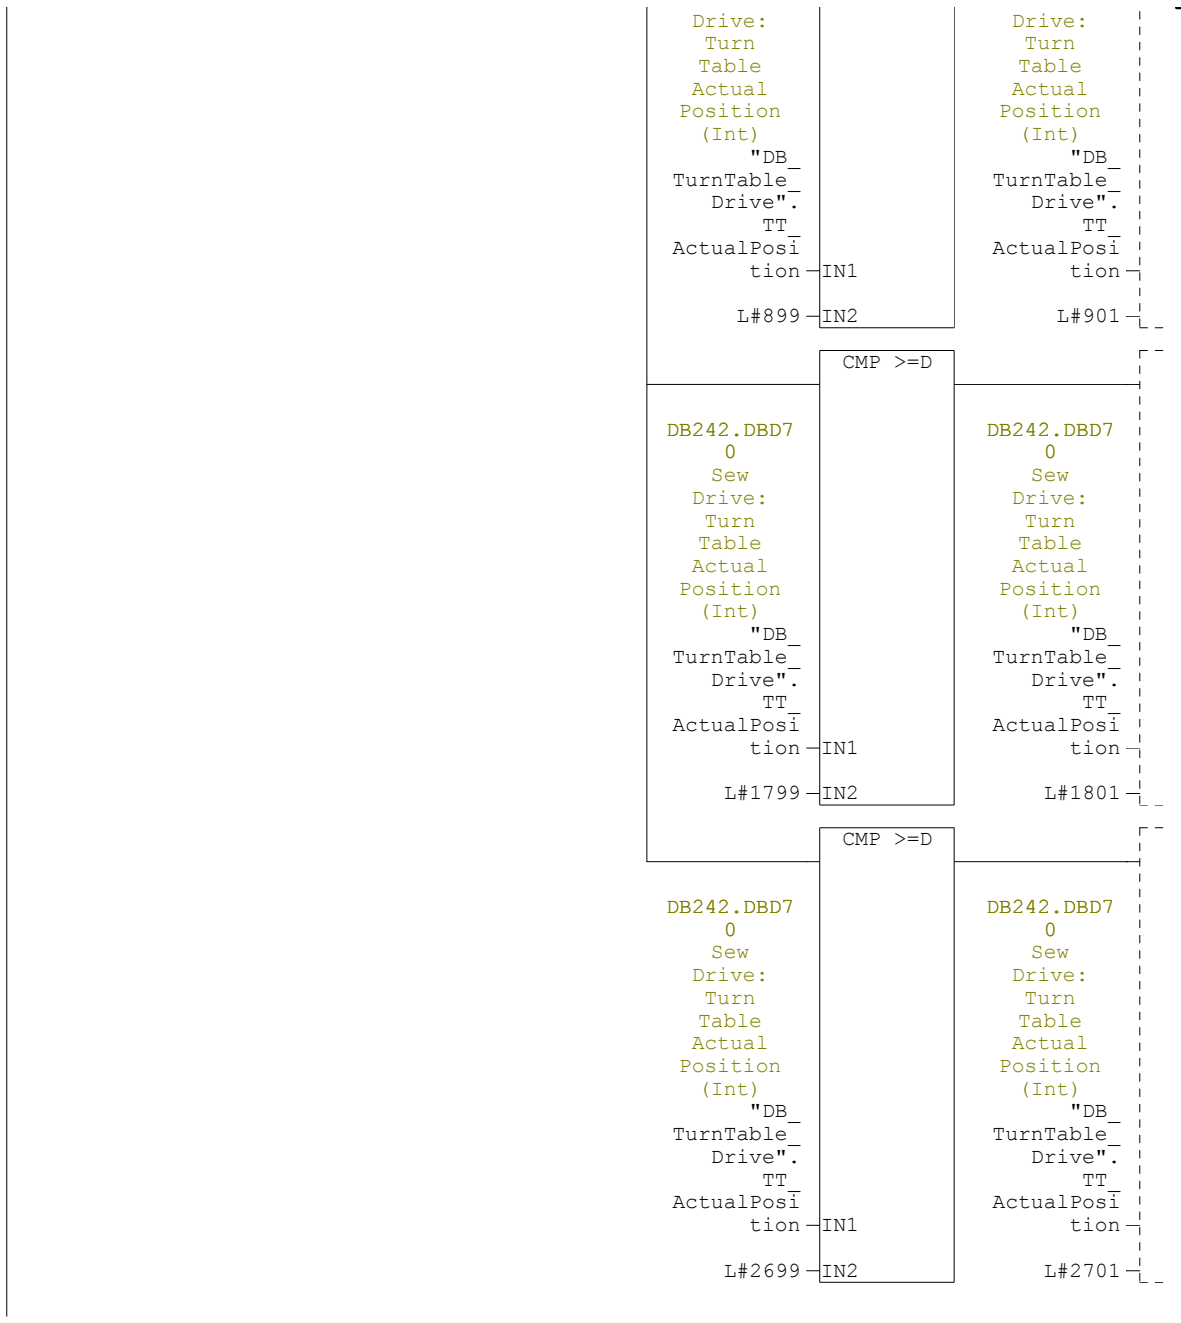 Drive:
Turn
Table
Actual
Position
(Int)
"DB_
TurnTable_
Drive".
TT_
ActualPosi
tion
IN1
L#899
IN2
Drive:
Turn
Table
Actual
Position
(Int)
"DB_
TurnTable_
Drive".
TT_
ActualPosi
tion
L#901
CMP >=D
DB242.DBD7
0
Sew
Drive:
Turn
Table
Actual
Position
(Int)
"DB_
TurnTable_
Drive".
TT_
ActualPosi
tion
IN1
L#1799
IN2
DB242.DBD7
0
Sew
Drive:
Turn
Table
Actual
Position
(Int)
"DB_
TurnTable_
Drive".
TT_
ActualPosi
tion
L#1801
CMP >=D
DB242.DBD7
0
Sew
Drive:
Turn
Table
Actual
Position
(Int)
"DB_
TurnTable_
Drive".
TT_
ActualPosi
tion
IN1
L#2699
IN2
DB242.DBD7
0
Sew
Drive:
Turn
Table
Actual
Position
(Int)
"DB_
TurnTable_
Drive".
TT_
ActualPosi
tion
L#2701